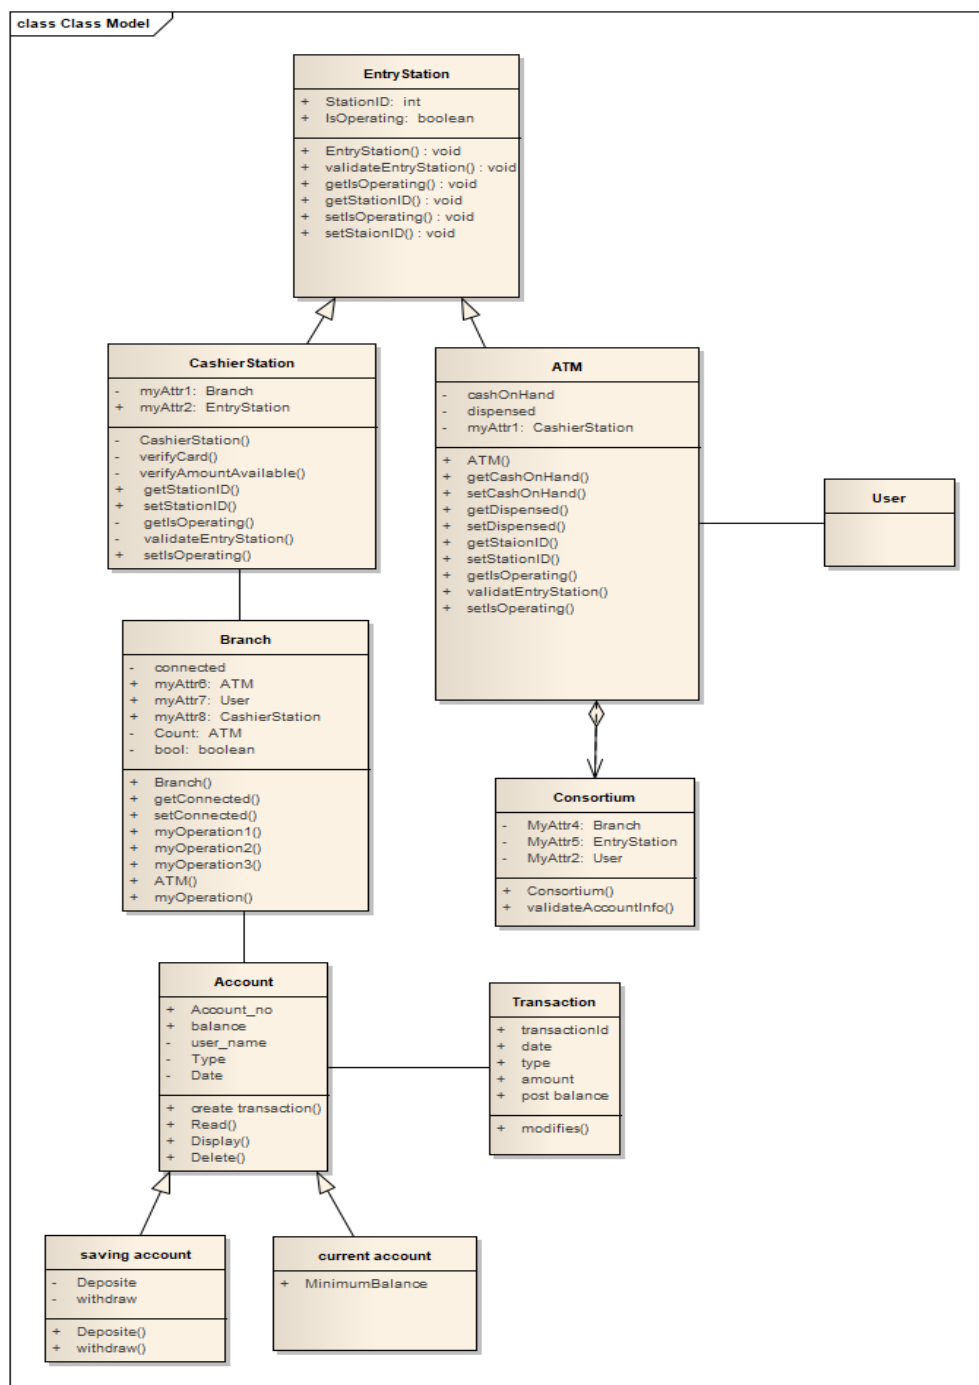 class Class Model
EntryStation
+ StationID: int
+ IsOperating: boolean
+ EntryStation() : void
+ validateEntryStation() : void
+ getIsOperating() : void
+ getStationID() : void
+ setIsOperating() : void
+ setStaionID() : void
CashierStation
- myAttr1: Branch
+ myAttr2: EntryStation
- CashierStation()
- verifyCard()
- verifyAmountAvailable()
+ getStationID()
+ setStationID()
- getIsOperating()
- validateEntryStation()
+ setIsOperating()
ATM
- cashOnHand
- dispensed
- myAttr1: CashierStation
+ ATM()
+ getCashOnHand()
+ setCashOnHand()
+ getDispensed()
+ setDispensed()
+ getStaionID()
+ setStationID()
+ getIsOperating()
+ validatEntryStation()
+ setIsOperating()
User
Branch
- connected
+ myAttr6: ATM
+ myAttr7: User
+ myAttr8: CashierStation
- Count: ATM
- bool: boolean
+ Branch()
+ getConnected()
+ setConnected()
+ myOperation1()
+ myOperation2()
+ myOperation3()
+ ATM()
+ myOperation()
Consortium
- MyAttr4: Branch
- MyAttr5: EntryStation
- MyAttr2: User
+ Consortium()
+ validateAccountInfo()
Account
+ Account_no
+ balance
- user_name
- Type
- Date
+ create transaction()
+ Read()
+ Display()
+ Delete()
Transaction
+ transactionId
+ date
+ type
+ amount
+ post balance
+ modifies()
saving account
- Deposite
- withdraw
+ Deposite()
+ withdraw()
current account
+ MinimumBalance